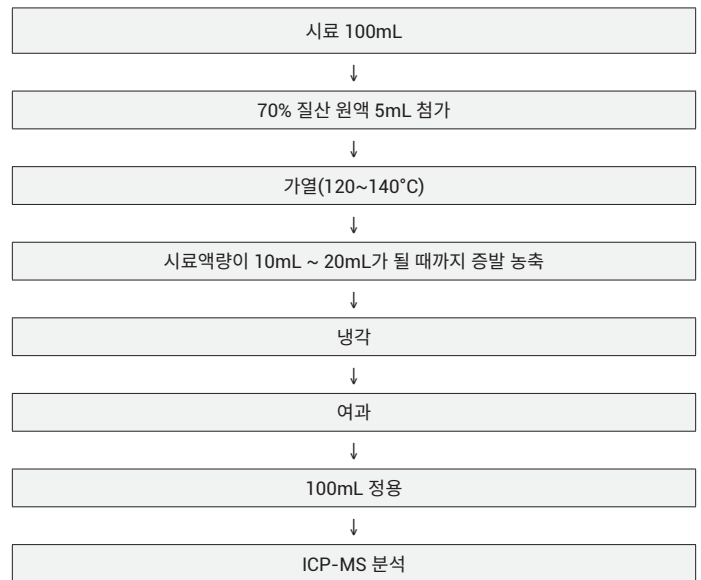 시료 100mL
↓
70% 질산 원액 5mL 첨가
↓
가열(120~140°C)
↓
시료액량이 10mL ~ 20mL가 될 때까지 증발 농축
↓
냉각
↓
여과
↓
100mL 정용
↓
ICP-MS 분석